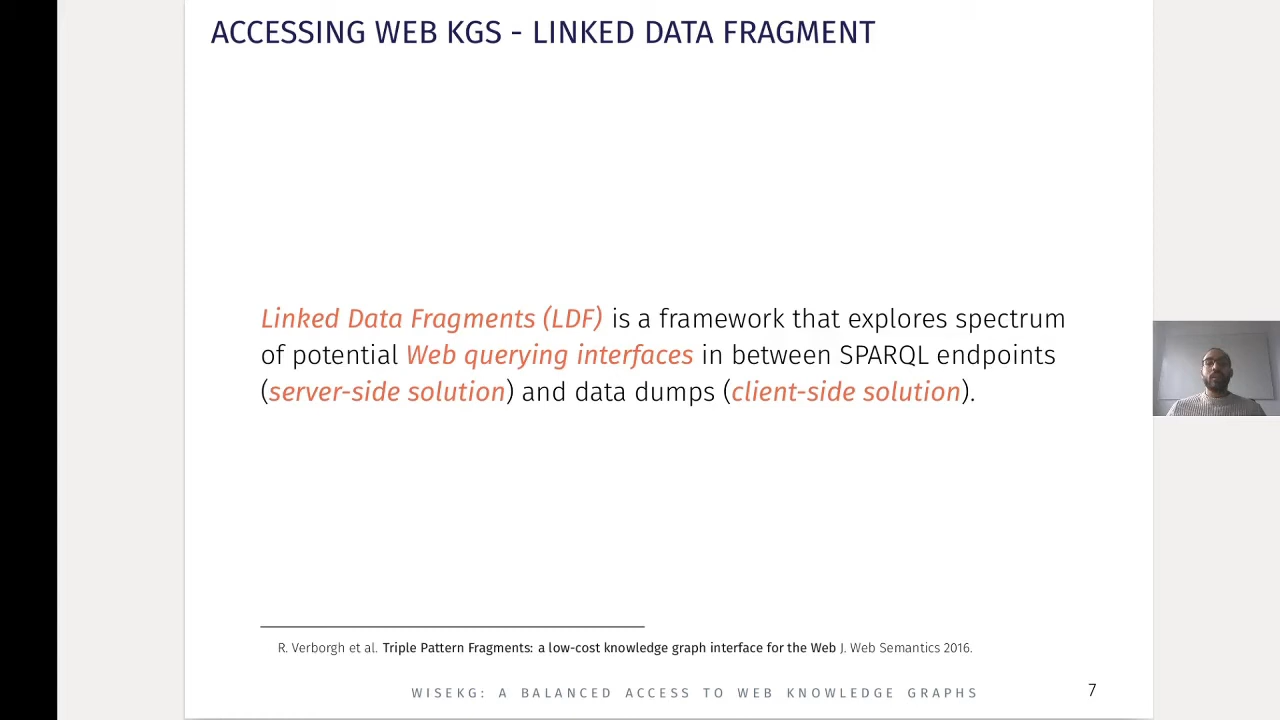 ACCESSING WEB KGS - LINKED DATA FRAGMENT
Linked Data Fragments (LDF) is a framework that explores spectrum
of potential Web querying interfaces in between SPARQL endpoints
(server-side solution) and data dumps (client-side solution).
R. Verborgh et al. Triple Pattern Fragments: a low-cost knowledge graph interface for the Web J. Web Semantics 2016.
WISEKG: A BALANCED ACCESS TO WEB KNOWLEDGE GRAPHS
7